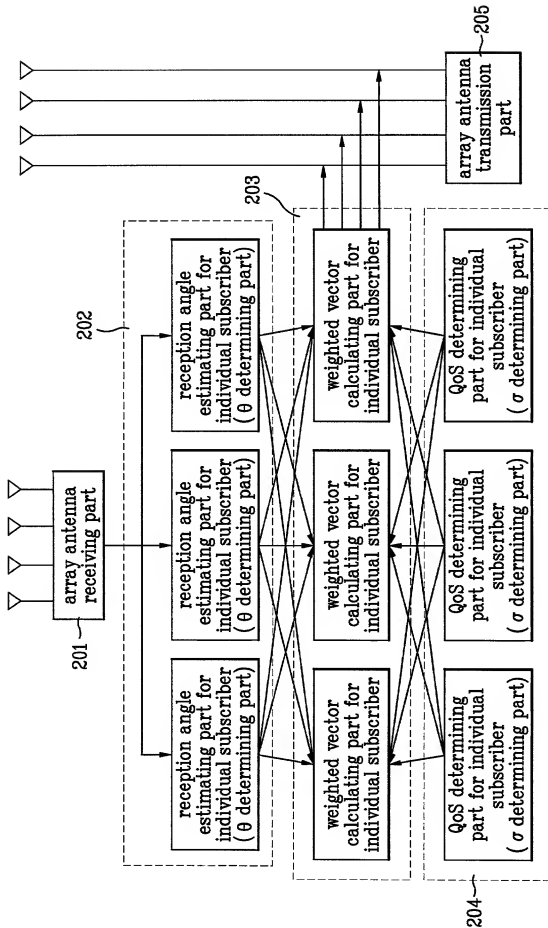 array antenna
receiving part
201
202
reception angle
estimating part for
individual subscriber
( θ determining part)
reception angle
estimating part for
individual subscriber
( θ determining part)
reception angle
estimating part for
individual subscriber
( θ determining part)
203
weighted vector
calculating part for
individual subscriber
weighted vector
calculating part for
individual subscriber
weighted vector
calculating part for
individual subscriber
QoS determining
part for individual
subscriber
( σ determining part)
QoS determining
part for individual
subscriber
( σ determining part)
QoS determining
part for individual
subscriber
( σ determining part)
204
array antenna
transmission
part
205